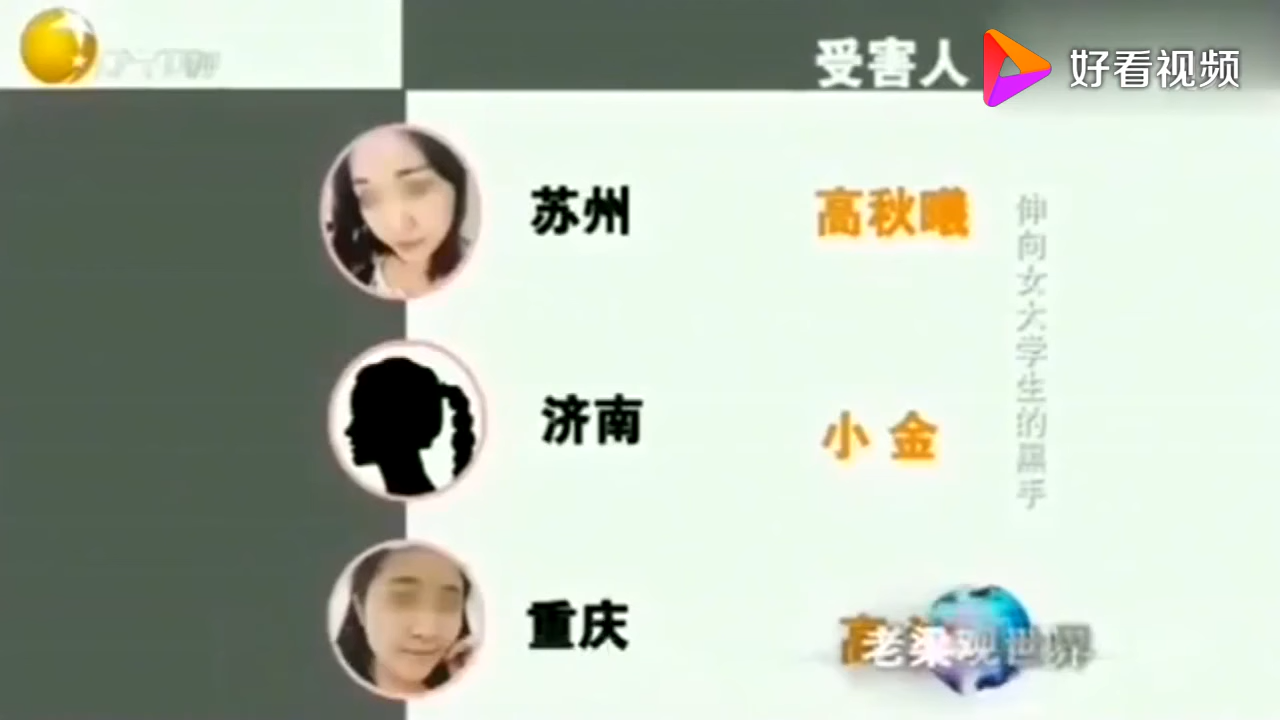 受害人
好看视频
苏州
高秋曦
济南
小金
伸向女大学生的黑手
重庆
高
老梁观世界